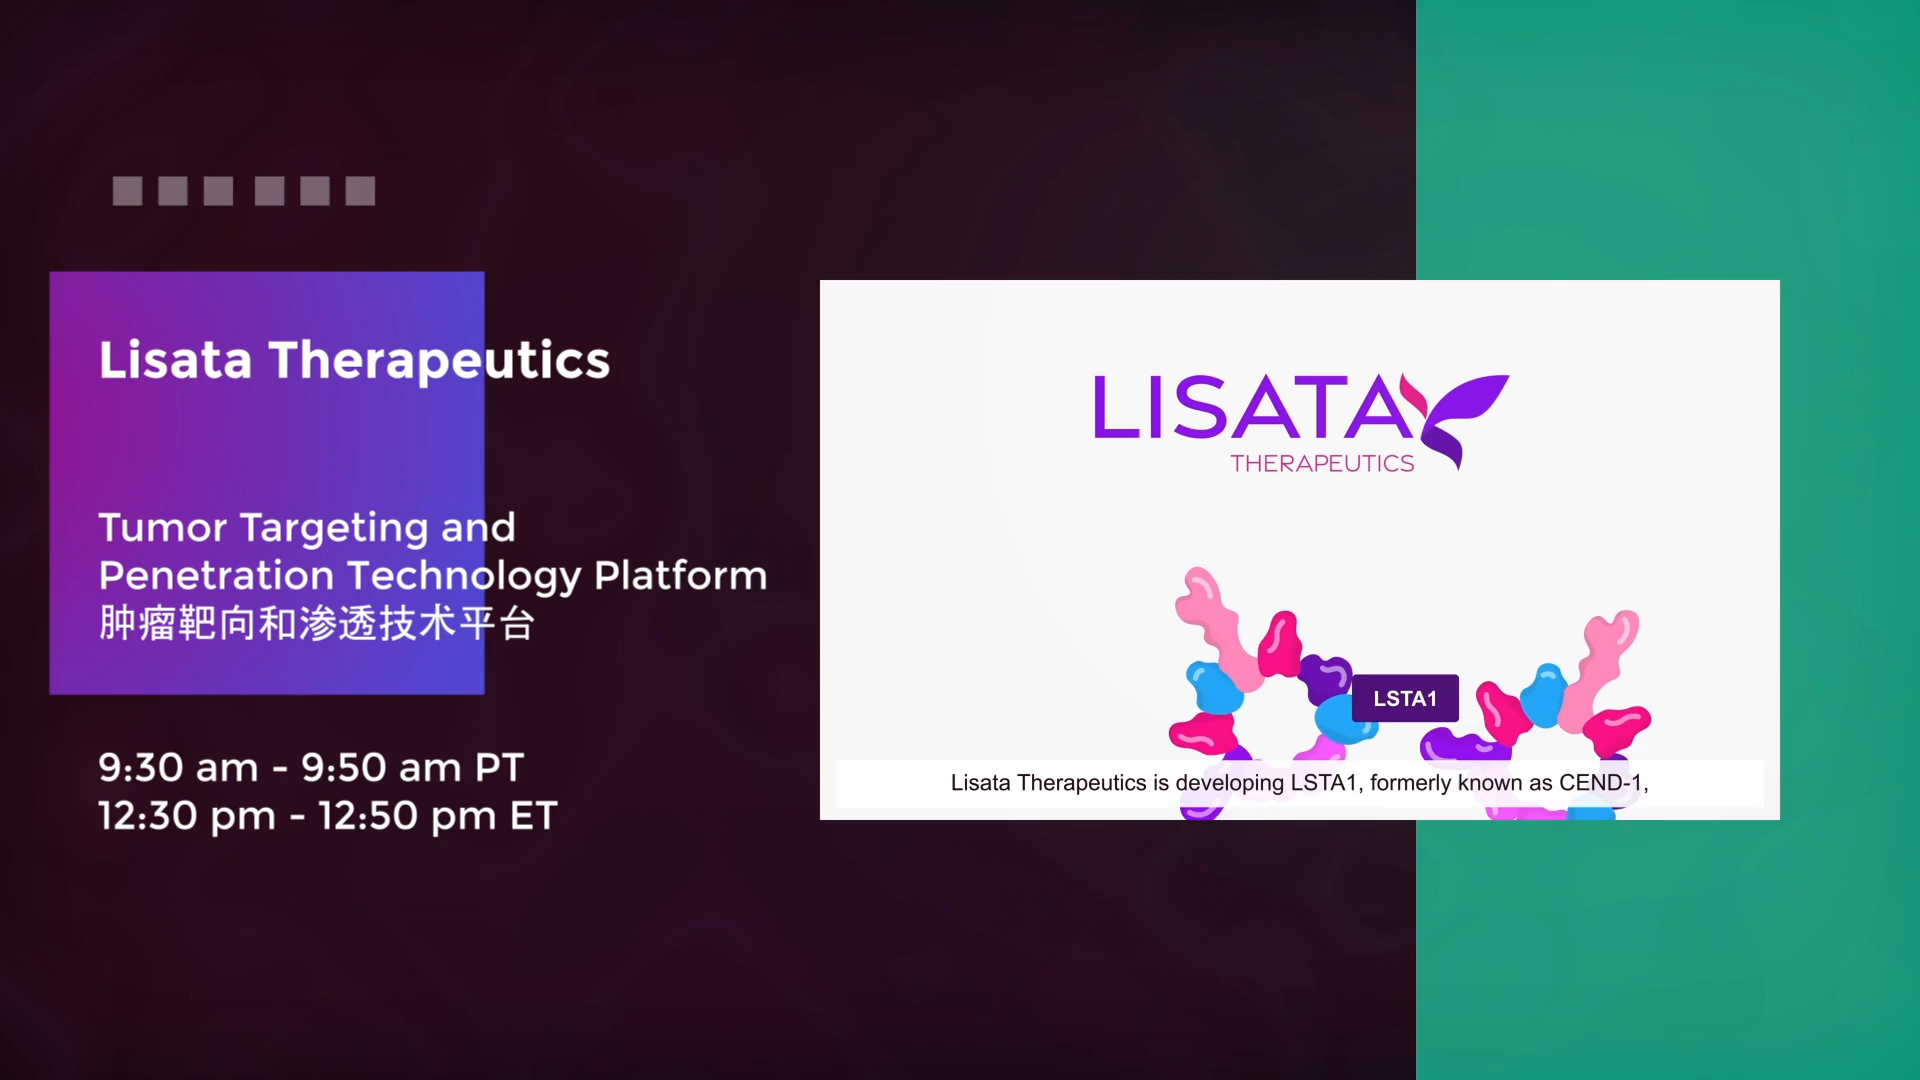 Lisata Therapeutics
Tumor Targeting and
Penetration Technology Platform
肿瘤靶向和渗透技术平台
9:30 am - 9:50 am PT
12:30 pm - 12:50 pm ET
LISATA
THERAPEUTICS
LSTA1
Lisata Therapeutics is developing LSTA1, formerly known as CEND-1,